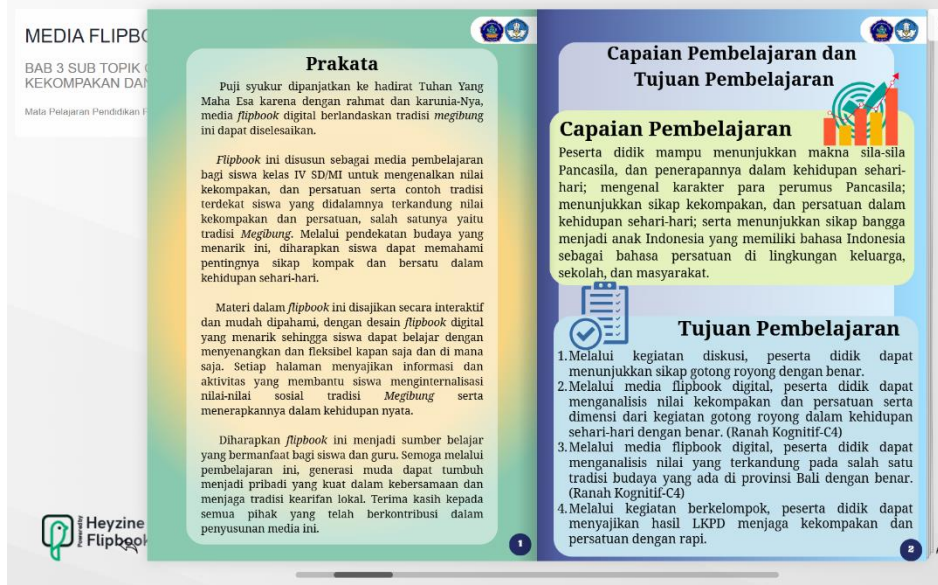 MEDIA FLIPBO
BAB 3 SUB TOPIK
KEKOMPAKAN DAN
Mata Pelajaran Pendidikan
Prakata
Puji syukur dipanjatkan ke hadirat Tuhan Yang
Maha Esa karena dengan rahmat dan karunia-Nya,
media flipbook digital berlandaskan tradisi megibung
ini dapat diselesaikan.
Flipbook ini disusun sebagai media pembelajaran
bagi siswa kelas IV SD/MI untuk mengenalkan nilai
kekompakan, dan persatuan serta contoh tradisi
terdekat siswa yang didalamnya terkandung nilai
kekompakan dan persatuan, salah satunya yaitu
tradisi Megibung. Melalui pendekatan budaya yang
menarik ini, diharapkan siswa dapat memahami
pentingnya sikap kompak dan bersatu dalam
kehidupan sehari-hari.
Materi dalam flipbook ini disajikan secara interaktif
dan mudah dipahami, dengan desain flipbook digital
yang menarik sehingga siswa dapat belajar dengan
menyenangkan dan fleksibel kapan saja dan di mana
saja. Setiap halaman menyajikan informasi dan
aktivitas yang membantu siswa menginternalisasi
nilai-nilai sosial tradisi Megibung serta
menerapkannya dalam kehidupan nyata.
Diharapkan flipbook ini menjadi sumber belajar
yang bermanfaat bagi siswa dan guru. Semoga melalui
pembelajaran ini, generasi muda dapat tumbuh
menjadi pribadi yang kuat dalam kebersamaan dan
menjaga tradisi kearifan lokal. Terima kasih kepada
semua pihak yang telah berkontribusi dalam
penyusunan media ini.
1
Powered by
Heyzine
Flipbook
Capaian Pembelajaran dan
Tujuan Pembelajaran
Capaian Pembelajaran
Peserta didik mampu menunjukkan makna sila-sila
Pancasila, dan penerapannya dalam kehidupan sehari-
hari; mengenal karakter para perumus Pancasila;
menunjukkan sikap kekompakan, dan persatuan dalam
kehidupan sehari-hari; serta menunjukkan sikap bangga
menjadi anak Indonesia yang memiliki bahasa Indonesia
sebagai bahasa persatuan di lingkungan keluarga,
sekolah, dan masyarakat.
Tujuan Pembelajaran
1.Melalui kegiatan diskusi, peserta didik dapat
menunjukkan sikap gotong royong dengan benar.
2.Melalui media flipbook digital, peserta didik dapat
menganalisis nilai kekompakan dan persatuan serta
dimensi dari kegiatan gotong royong dalam kehidupan
sehari-hari dengan benar. (Ranah Kognitif-C4)
3.Melalui media flipbook digital, peserta didik dapat
menganalisis nilai yang terkandung pada salah satu
tradisi budaya yang ada di provinsi Bali dengan benar.
(Ranah Kognitif-C4)
4.Melalui kegiatan berkelompok, peserta didik dapat
menyajikan hasil LKPD menjaga kekompakan dan
persatuan dengan rapi.
2